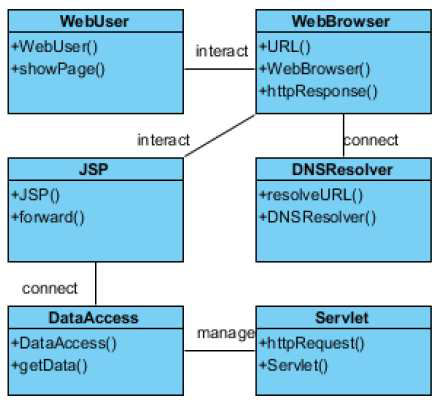 WebUser
+WebUser()
+showPage()
interact
WebBrowser
+URL()
+WebBrowser()
+httpResponse()
interact
connect
JSP
+JSP()
+forward()
DNSResolver
+resolveURL()
+DNSResolver()
connect
DataAccess
+DataAccess()
+getData()
manage
Servlet
+httpRequest()
+Servlet()